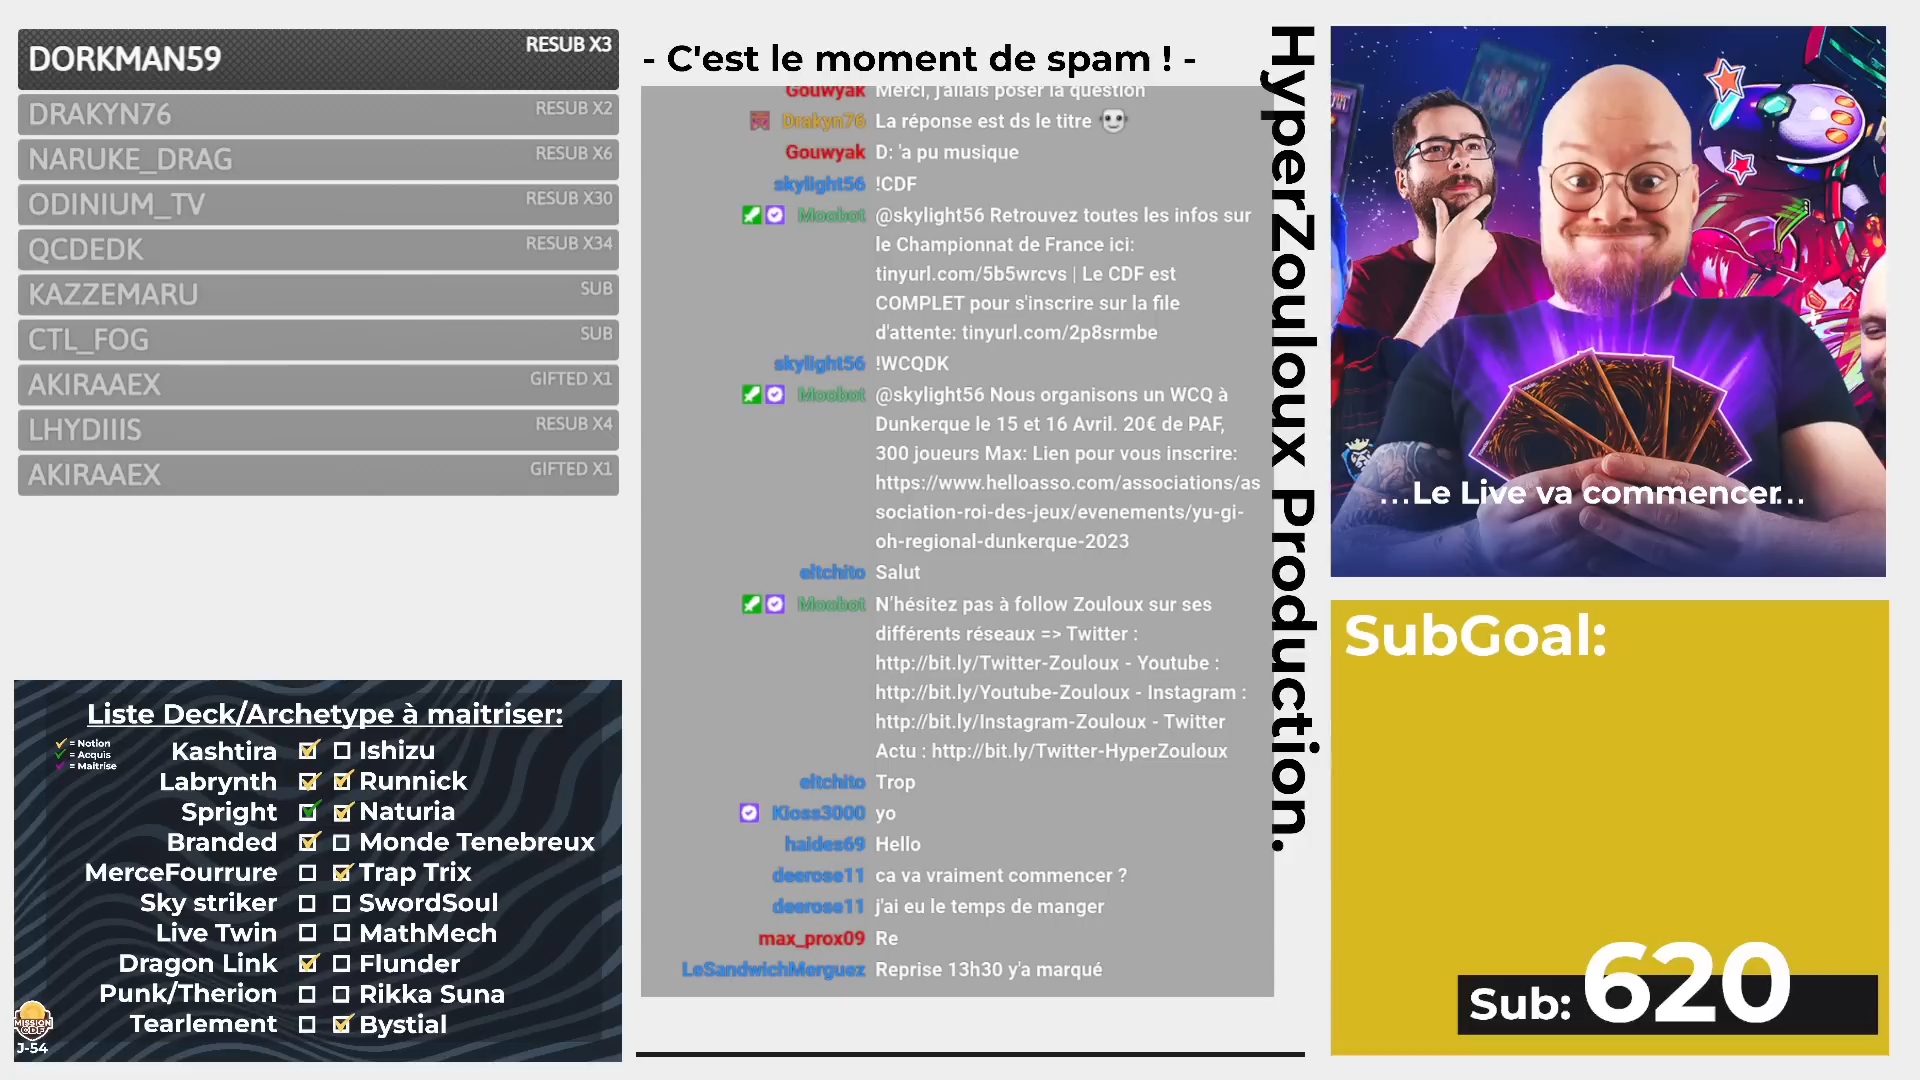 DORKMAN59 RESUB X3
DRAKYN76 RESUB X2
NARUKE_DRAG RESUB X6
ODINIUM_TV RESUB X30
QCDEDK RESUB X34
KAZZEMARU SUB
CTL_FOG SUB
AKIRAAEX GIFTED X1
LHYDIIIS RESUB X4
AKIRAAEX GIFTED X1
Liste Deck/Archetype à maitriser:
= Notion
= Acquis
= Maitrise
Kashtira Ishizu
Labrynth Runnick
Spright Naturia
Branded Monde Tenebreux
MerceFourrure Trap Trix
Sky striker SwordSoul
Live Twin MathMech
Dragon Link Flunder
Punk/Therion Rikka Suna
Tearlement Bystial
MISSION
CDF
J-54
- C'est le moment de spam ! -
Gouwyak Merci, j'allais poser la question
Drakyn76 La réponse est ds le titre
Gouwyak D: 'a pu musique
skylight56 !CDF
Moobot @skylight56 Retrouvez toutes les infos sur
le Championnat de France ici:
tinyurl.com/5b5wrcvs | Le CDF est
COMPLET pour s'inscrire sur la file
d'attente: tinyurl.com/2p8srmbe
skylight56 !WCQDK
Moobot @skylight56 Nous organisons un WCQ à
Dunkerque le 15 et 16 Avril. 20€ de PAF,
300 joueurs Max: Lien pour vous inscrire:
https://www.helloasso.com/associations/as
sociation-roi-des-jeux/evenements/yu-gi-
oh-regional-dunkerque-2023
eltchito Salut
Moobot N'hésitez pas à follow Zouloux sur ses
différents réseaux => Twitter :
http://bit.ly/Twitter-Zouloux - Youtube :
http://bit.ly/Youtube-Zouloux - Instagram :
http://bit.ly/Instagram-Zouloux - Twitter
Actu : http://bit.ly/Twitter-HyperZouloux
eltchito Trop
Kioss3000 yo
haides69 Hello
deerose11 ca va vraiment commencer ?
deerose11 j'ai eu le temps de manger
max_prox09 Re
LeSandwichMerguez Reprise 13h30 y'a marqué
HyperZouloux Production.
...Le Live va commencer...
SubGoal:
Sub: 620